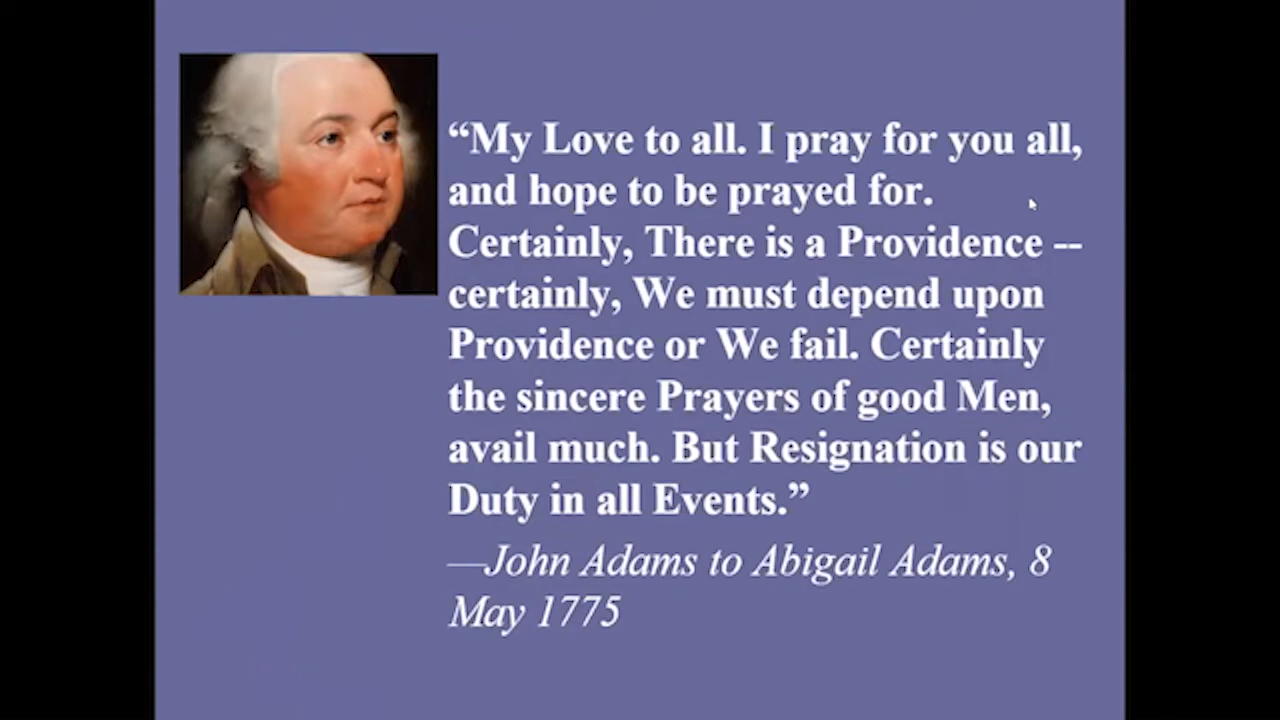 “My Love to all. I pray for you all,
and hope to be prayed for.
Certainly, There is a Providence --
certainly, We must depend upon
Providence or We fail. Certainly
the sincere Prayers of good Men,
avail much. But Resignation is our
Duty in all Events.”
—John Adams to Abigail Adams, 8
May 1775